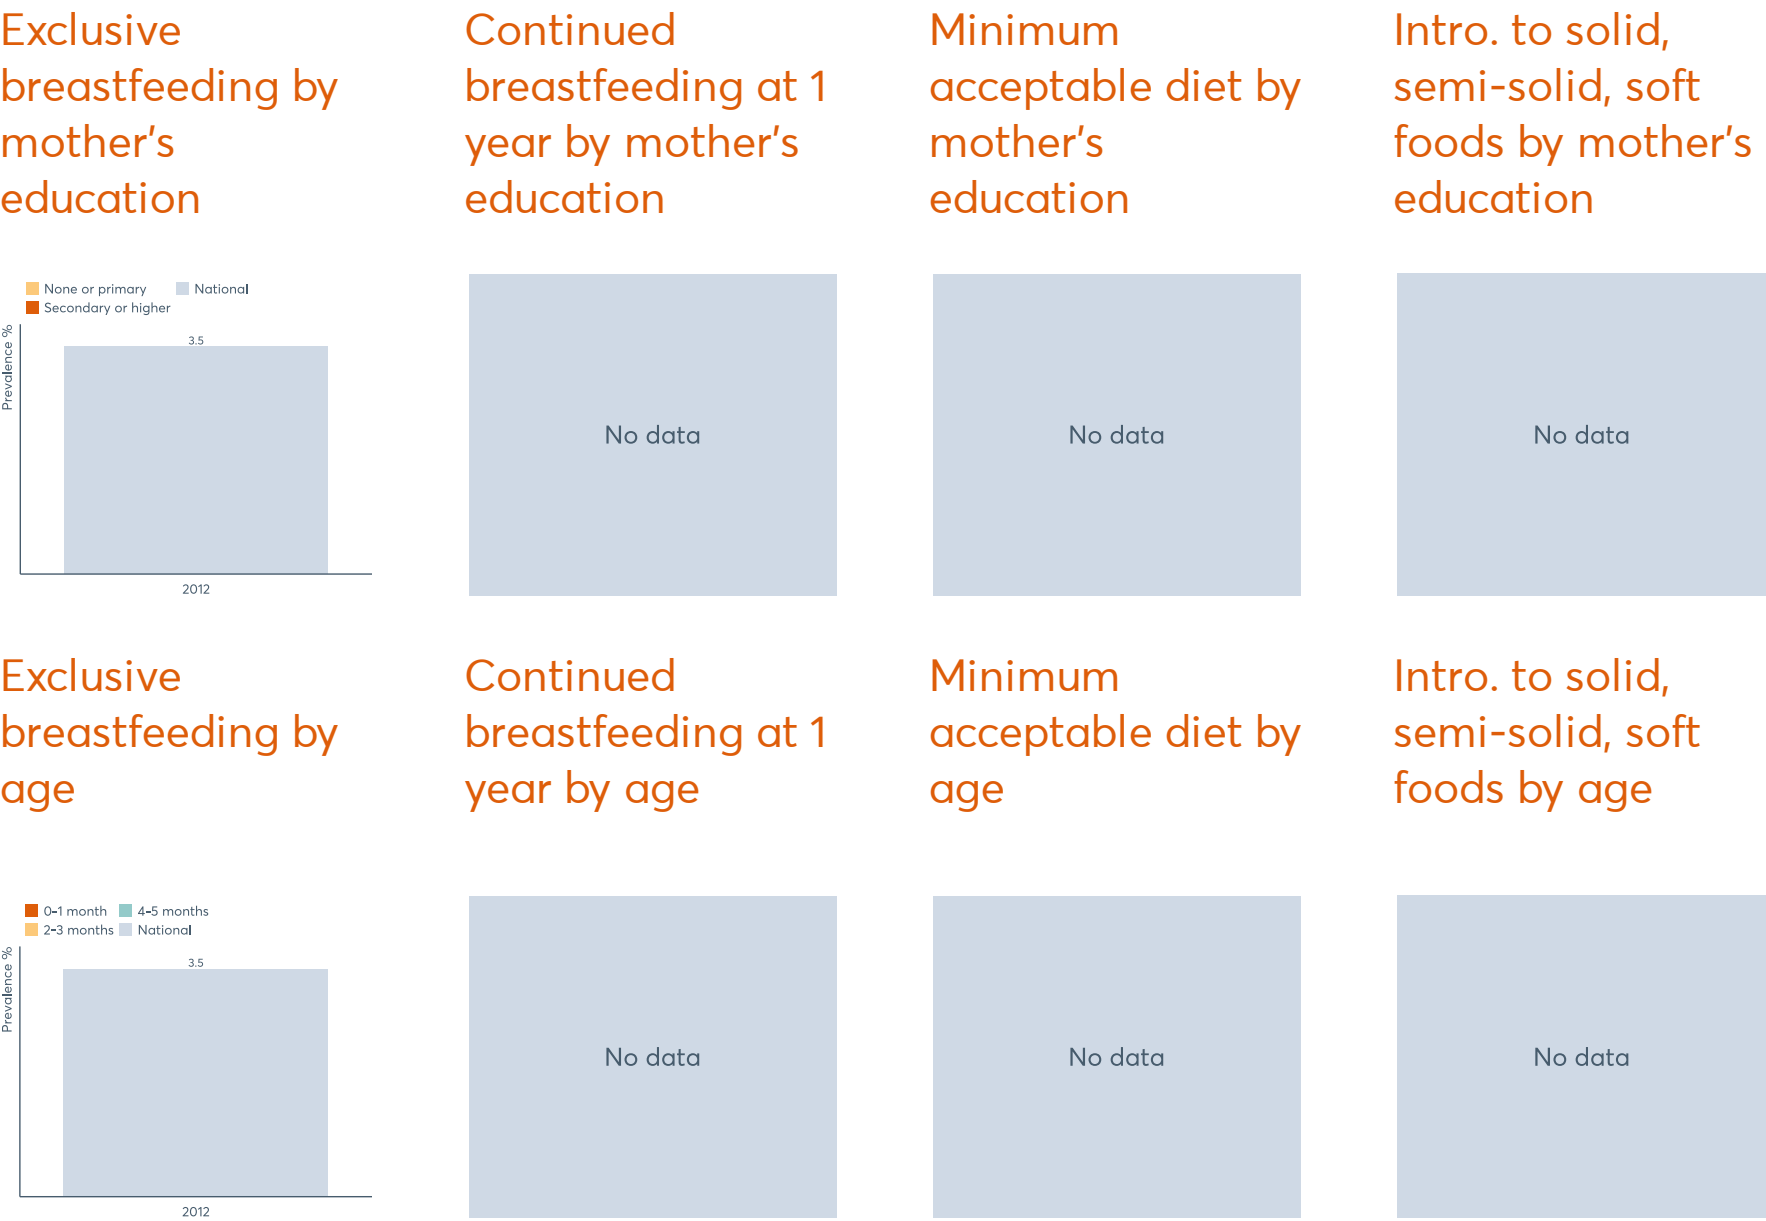 Exclusive
breastfeeding by
mother's
education
Continued
breastfeeding at 1
year by mother's
education
Minimum
acceptable diet by
mother's
education
Intro. to solid,
semi-solid, soft
foods by mother's
education
None or primary
National
Secondary or higher
Prevalence %
3.5
2012
No data
No data
No data
Exclusive
breastfeeding by
age
Continued
breastfeeding at 1
year by age
Minimum
acceptable diet by
age
Intro. to solid,
semi-solid, soft
foods by age
0-1 month
4-5 months
2-3 months
National
Prevalence %
3.5
2012
No data
No data
No data